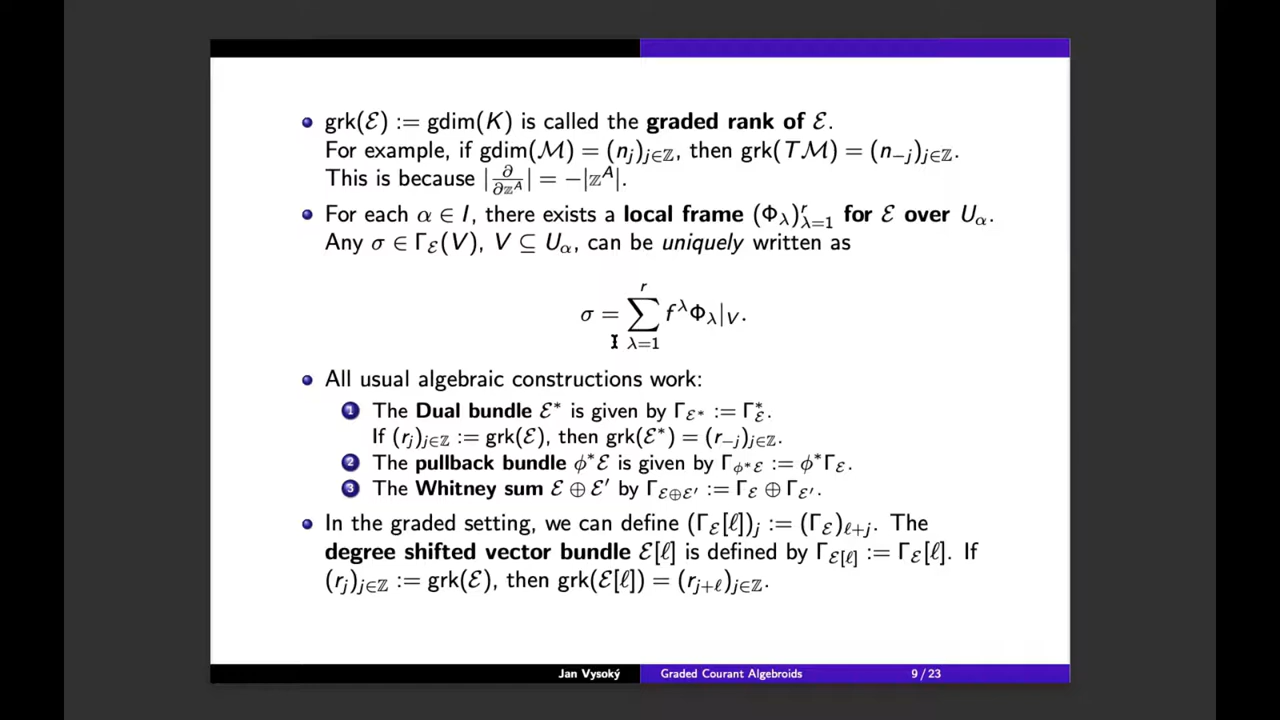 grk(ℰ) := gdim(K) is called the graded rank of ℰ.
For example, if gdim(ℳ) = (n_j)_{j∈ℤ}, then grk(Tℳ) = (n_{−j})_{j∈ℤ}.
This is because |∂/∂𝕫^A| = −|𝕫^A|.
For each α ∈ I, there exists a local frame (Φ_λ)^r_{λ=1} for ℰ over U_α.
Any σ ∈ Γ_ℰ(V), V ⊆ U_α, can be uniquely written as
σ = ∑_{λ=1}^{r} f^λ Φ_λ|_V.
All usual algebraic constructions work:
1 The Dual bundle ℰ* is given by Γ_{ℰ*} := Γ*_ℰ.
If (r_j)_{j∈ℤ} := grk(ℰ), then grk(ℰ*) = (r_{−j})_{j∈ℤ}.
2 The pullback bundle ϕ*ℰ is given by Γ_{ϕ*ℰ} := ϕ*Γ_ℰ.
3 The Whitney sum ℰ ⊕ ℰ′ by Γ_{ℰ⊕ℰ′} := Γ_ℰ ⊕ Γ_{ℰ′}.
In the graded setting, we can define (Γ_ℰ[ℓ])_j := (Γ_ℰ)_{ℓ+j}. The
degree shifted vector bundle ℰ[ℓ] is defined by Γ_{ℰ[ℓ]} := Γ_ℰ[ℓ]. If
(r_j)_{j∈ℤ} := grk(ℰ), then grk(ℰ[ℓ]) = (r_{j+ℓ})_{j∈ℤ}.
Jan Vysoký Graded Courant Algebroids 9 / 23